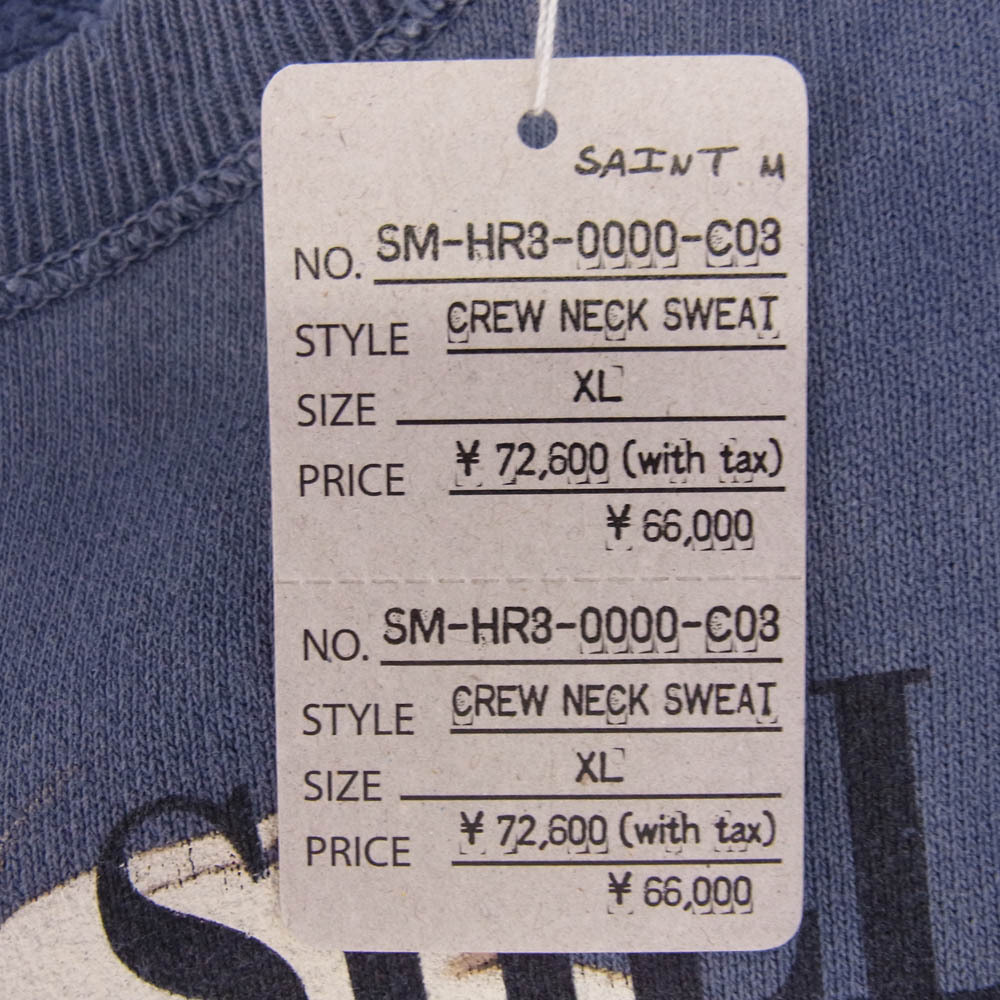 SAINT M
NO. SM-HR3-0000-C03
STYLE CREW NECK SWEAT
SIZE XL
PRICE ¥ 72,600 (with tax)
¥ 66,000
NO. SM-HR3-0000-C03
STYLE CREW NECK SWEAT
SIZE XL
PRICE ¥ 72,600 (with tax)
¥ 66,000